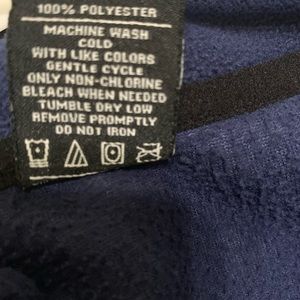 100% POLYESTER
MACHINE WASH
COLD
WITH LIKE COLORS
GENTLE CYCLE
ONLY NON-CHLORINE
BLEACH WHEN NEEDED
TUMBLE DRY LOW
REMOVE PROMPTLY
DO NOT IRON